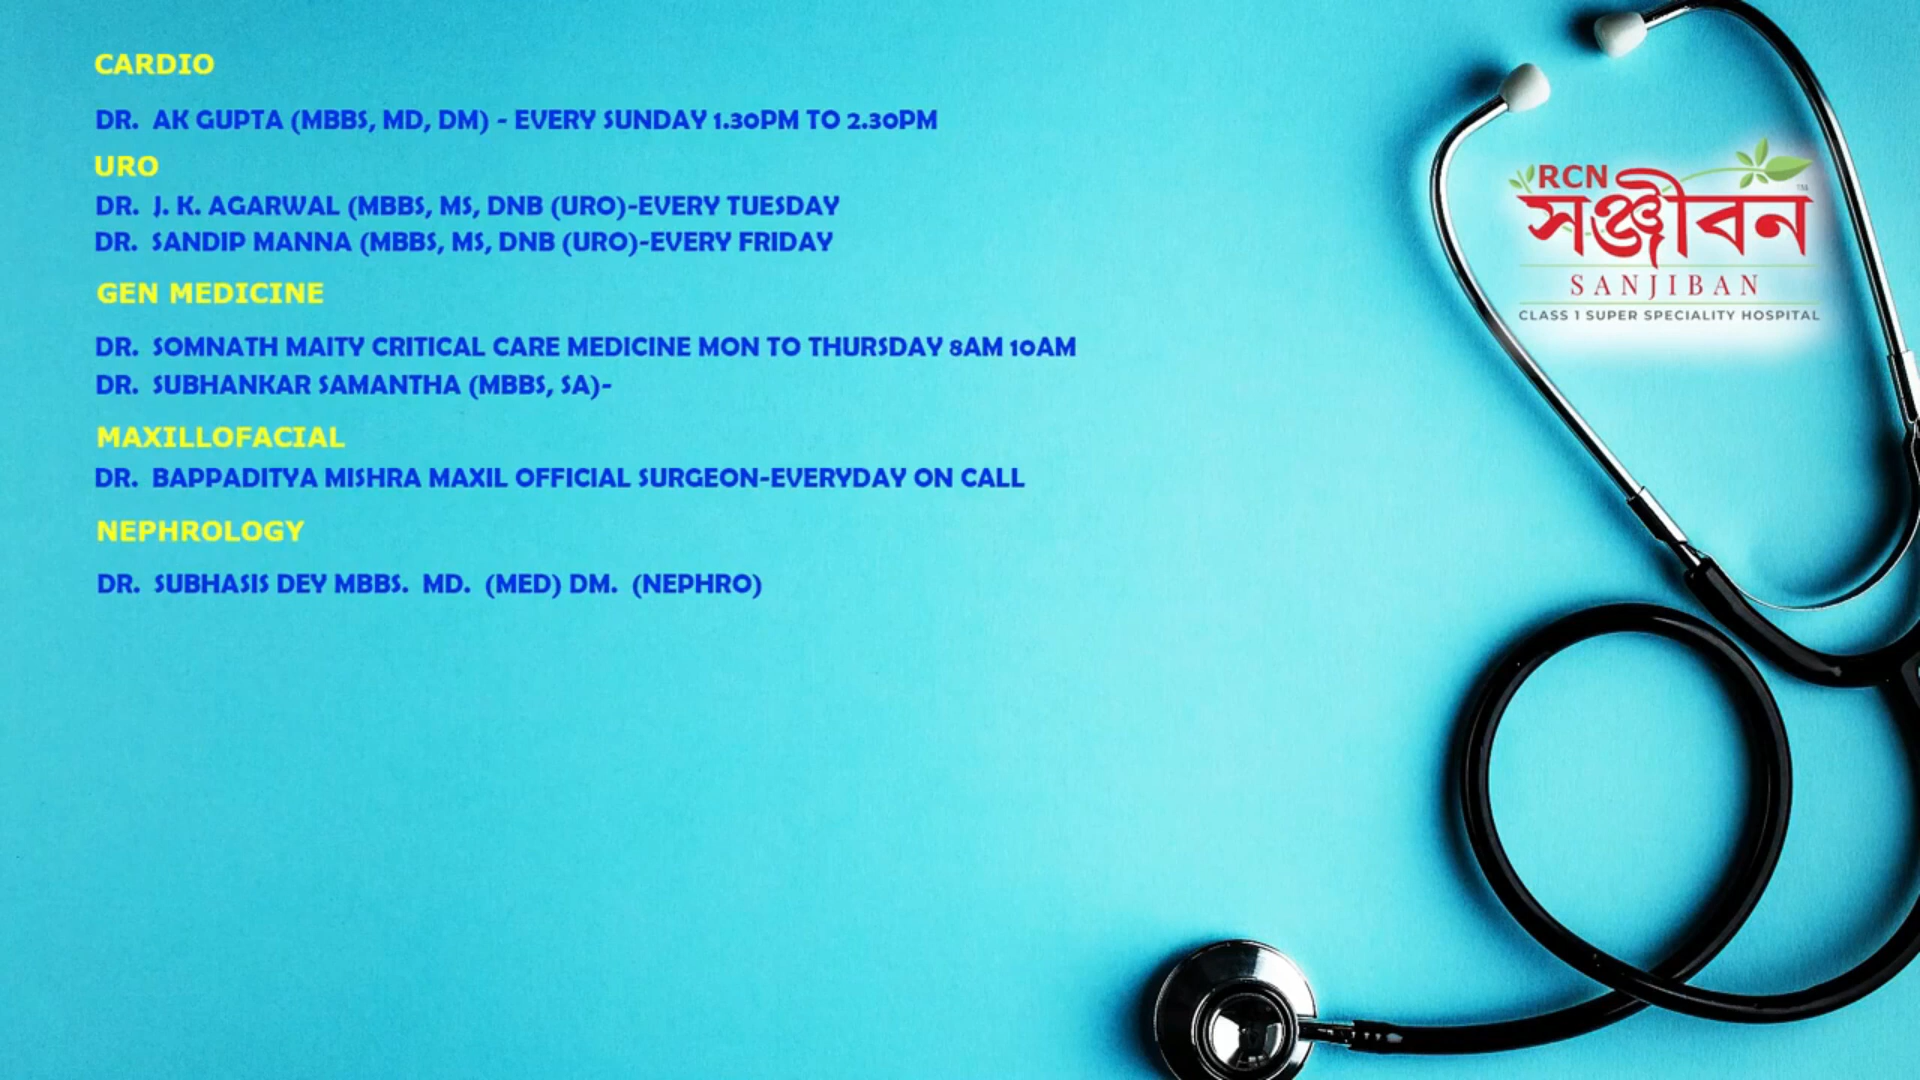 CARDIO
DR. AK GUPTA (MBBS, MD, DM) - EVERY SUNDAY 1.30PM TO 2.30PM
URO
DR. J. K. AGARWAL (MBBS, MS, DNB (URO)-EVERY TUESDAY
DR. SANDIP MANNA (MBBS, MS, DNB (URO)-EVERY FRIDAY
GEN MEDICINE
DR. SOMNATH MAITY CRITICAL CARE MEDICINE MON TO THURSDAY 8AM 10AM
DR. SUBHANKAR SAMANTHA (MBBS, SA)-
MAXILLOFACIAL
DR. BAPPADITYA MISHRA MAXIL OFFICIAL SURGEON-EVERYDAY ON CALL
NEPHROLOGY
DR. SUBHASIS DEY MBBS. MD. (MED) DM. (NEPHRO)
RCN
সঞ্জীবন
TM
SANJIBAN
CLASS 1 SUPER SPECIALITY HOSPITAL